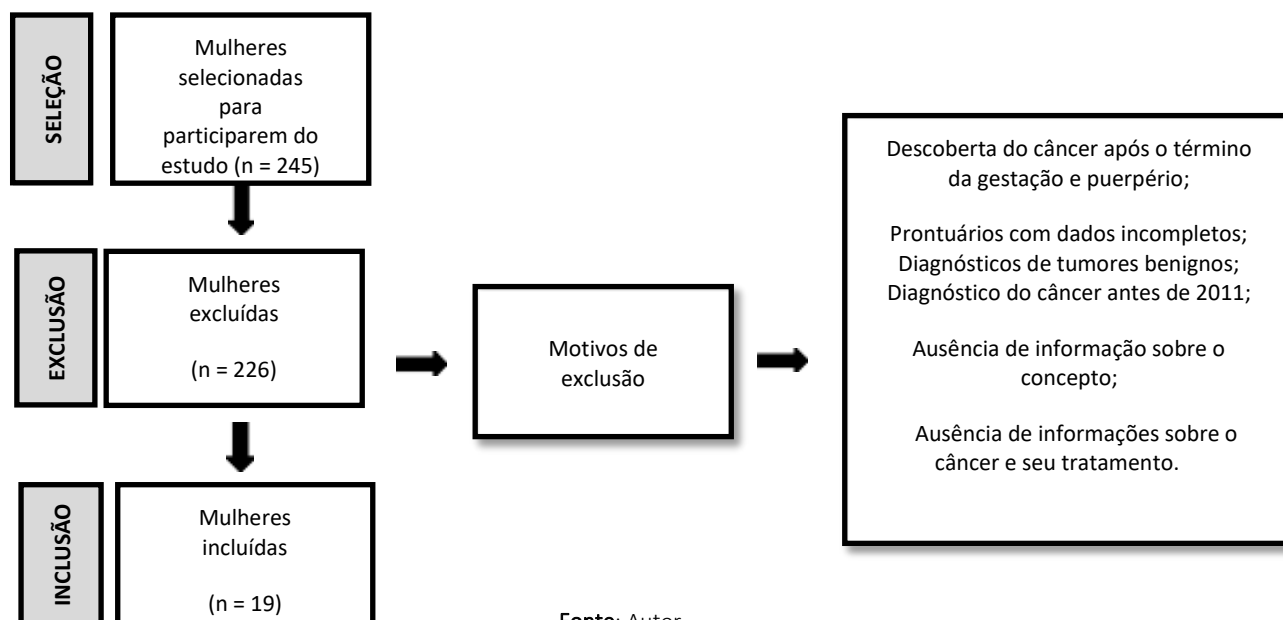 SELEÇÃO
Mulheres
selecionadas
para
participarem do
estudo (n = 245)
EXCLUSÃO
Mulheres
excluídas
(n = 226)
Motivos de
exclusão
Descoberta do câncer após o término
da gestação e puerpério;
Prontuários com dados incompletos;
Diagnósticos de tumores benignos;
Diagnóstico do câncer antes de 2011;
Ausência de informação sobre o
concepto;
Ausência de informações sobre o
câncer e seu tratamento.
INCLUSÃO
Mulheres
incluídas
(n = 19)
Fonte: Autor